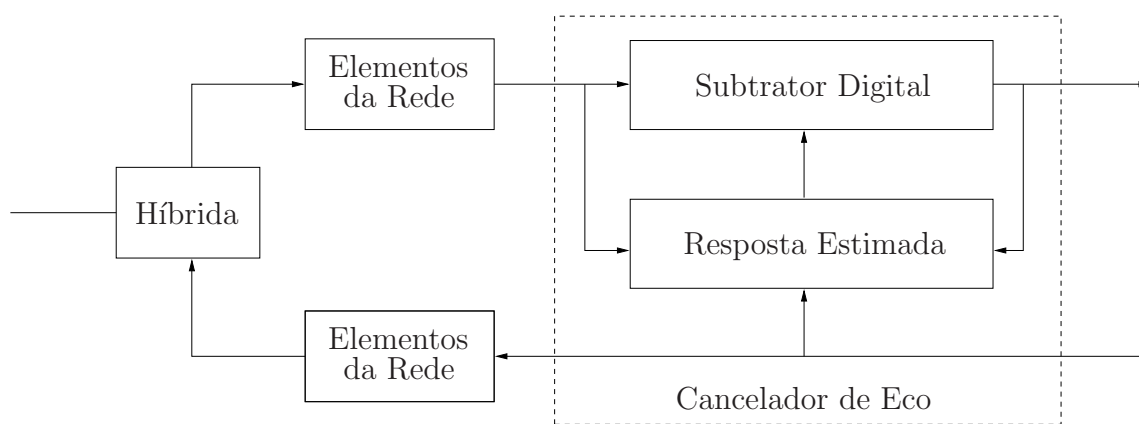 Elementos
da Rede
Subtrator Digital
Híbrida
Resposta Estimada
Elementos
da Rede
Cancelador de Eco